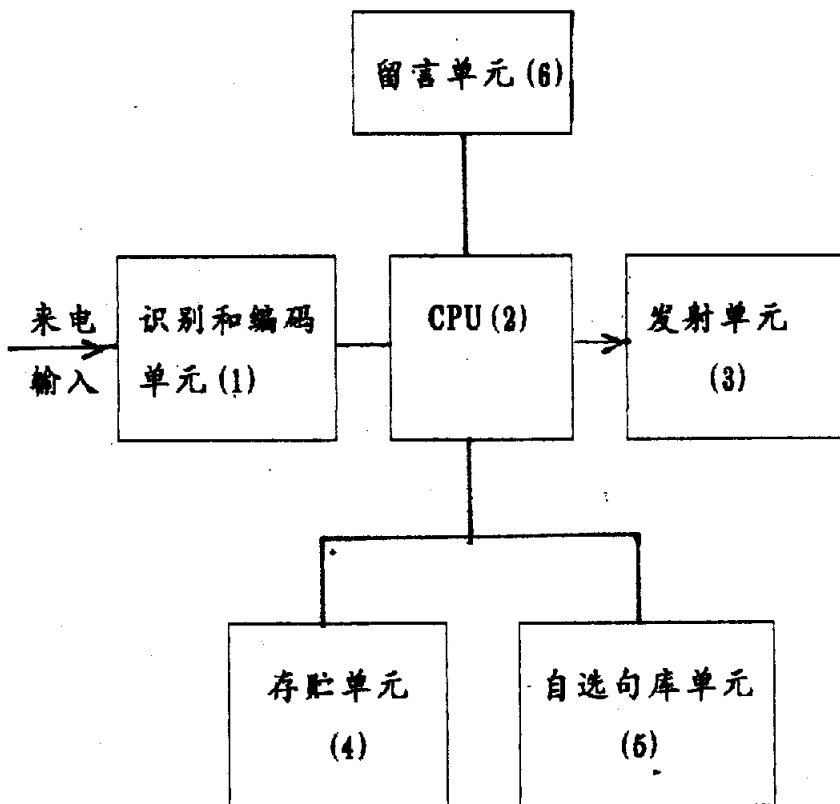 留言单元(6)
来电
输入
识别和编码
单元(1)
CPU(2)
发射单元
(3)
存贮单元
(4)
自选句库单元
(5)